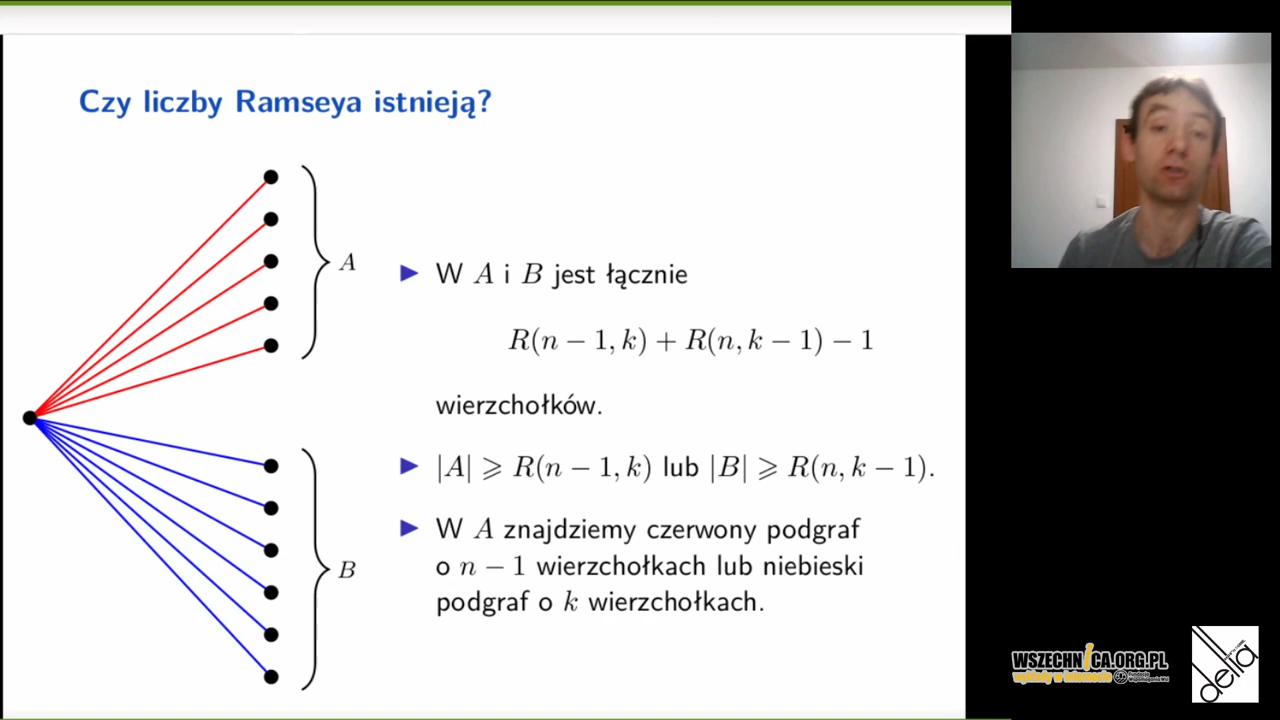 Czy liczby Ramseya istnieją?
A
W A i B jest łącznie
R(n − 1, k) + R(n, k − 1) − 1
wierzchołków.
|A| ⩾ R(n − 1, k) lub |B| ⩾ R(n, k − 1).
W A znajdziemy czerwony podgraf
o n − 1 wierzchołkach lub niebieski
podgraf o k wierzchołkach.
B
WSZECHNICA.ORG.PL
wykłady w internecie
delta